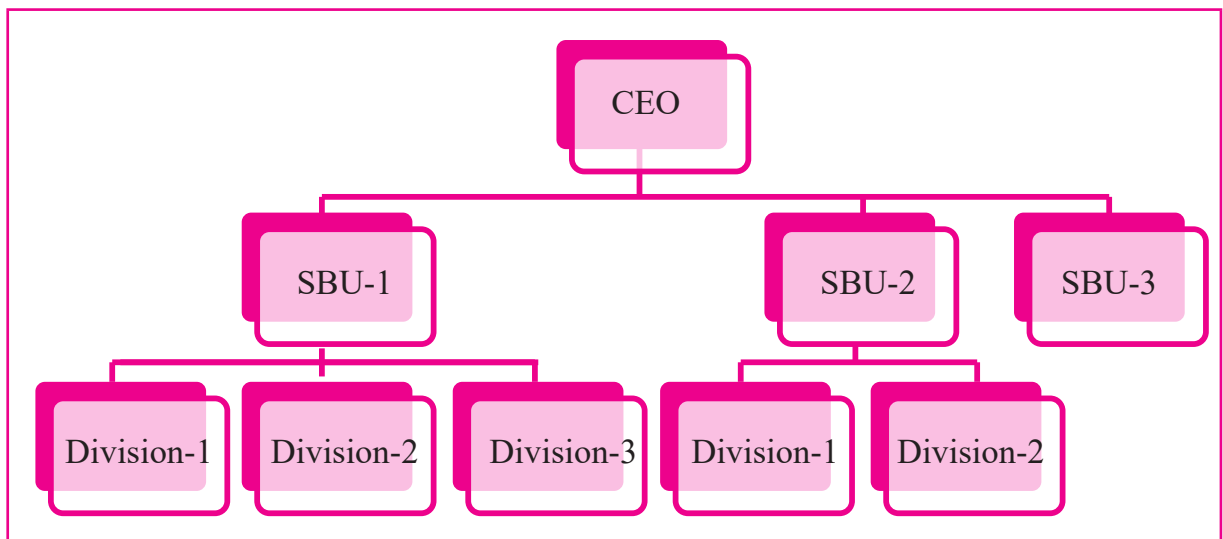 CEO
SBU-1
SBU-2
SBU-3
Division-1
Division-2
Division-3
Division-1
Division-2